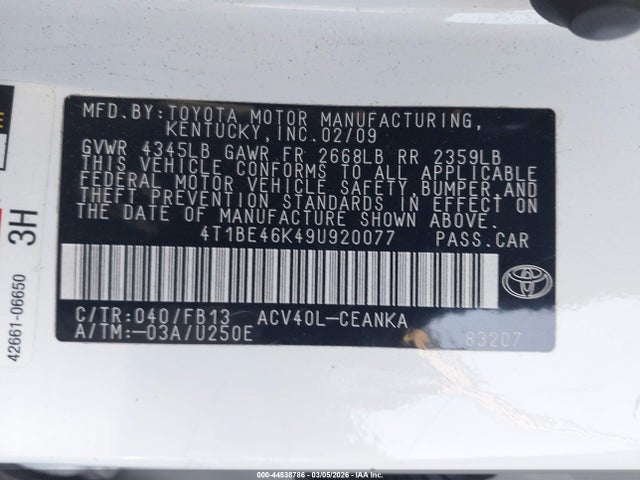 MFD.BY:TOYOTA MOTOR MANUFACTURING,
KENTUCKY,INC.02/09
GVWR 4345LB GAWR FR 2668LB RR 2359LB
THIS VEHICLE CONFORMS TO ALL APPLICABLE
FEDERAL MOTOR VEHICLE SAFETY,BUMPER,AND
THEFT PREVENTION STANDARDS IN EFFECT ON
THE DATE OF MANUFACTURE SHOWN ABOVE.
4T1BE46K49U920077 PASS.CAR
C/TR:040/FB13 ACV40L-CEANKA
A/TM:-03A/U250E 83207
TOYOTA
42661-06650 3H
000-44538786 - 03/05/2026 - IAAI.COM